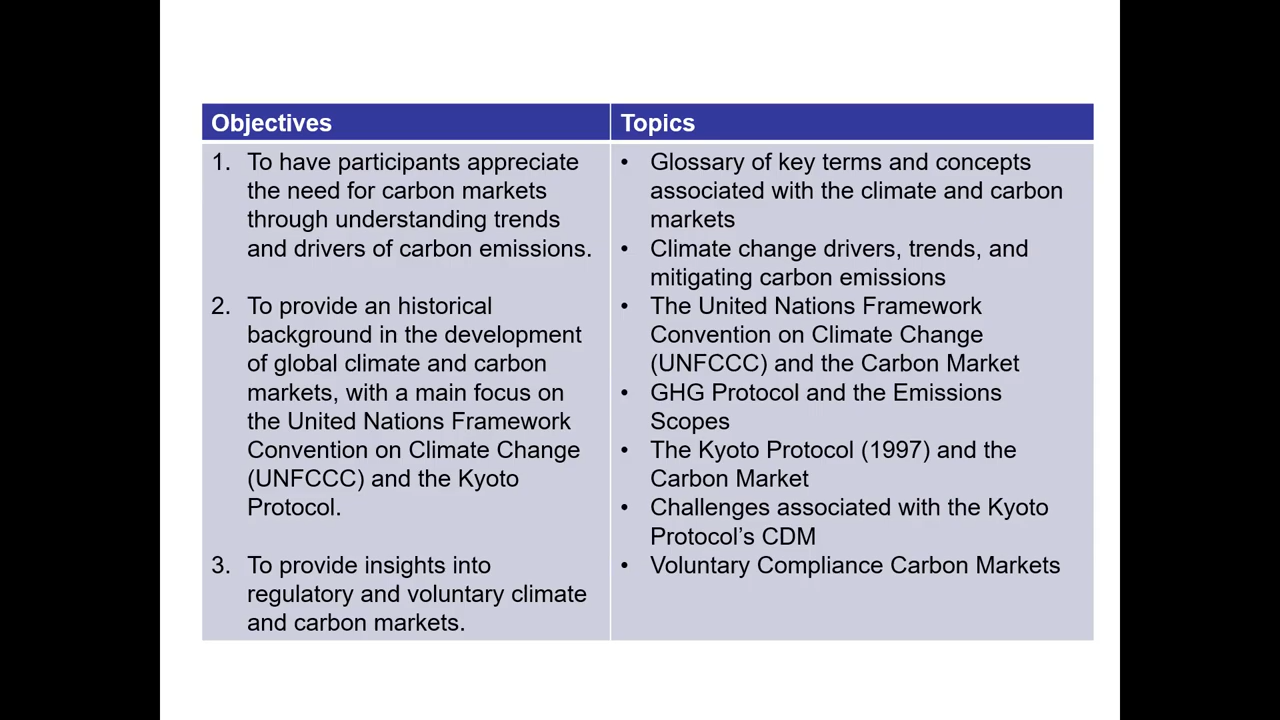 Objectives
1. To have participants appreciate
the need for carbon markets
through understanding trends
and drivers of carbon emissions.
2. To provide an historical
background in the development
of global climate and carbon
markets, with a main focus on
the United Nations Framework
Convention on Climate Change
(UNFCCC) and the Kyoto
Protocol.
3. To provide insights into
regulatory and voluntary climate
and carbon markets.
Topics
• Glossary of key terms and concepts
associated with the climate and carbon
markets
• Climate change drivers, trends, and
mitigating carbon emissions
• The United Nations Framework
Convention on Climate Change
(UNFCCC) and the Carbon Market
• GHG Protocol and the Emissions
Scopes
• The Kyoto Protocol (1997) and the
Carbon Market
• Challenges associated with the Kyoto
Protocol’s CDM
• Voluntary Compliance Carbon Markets